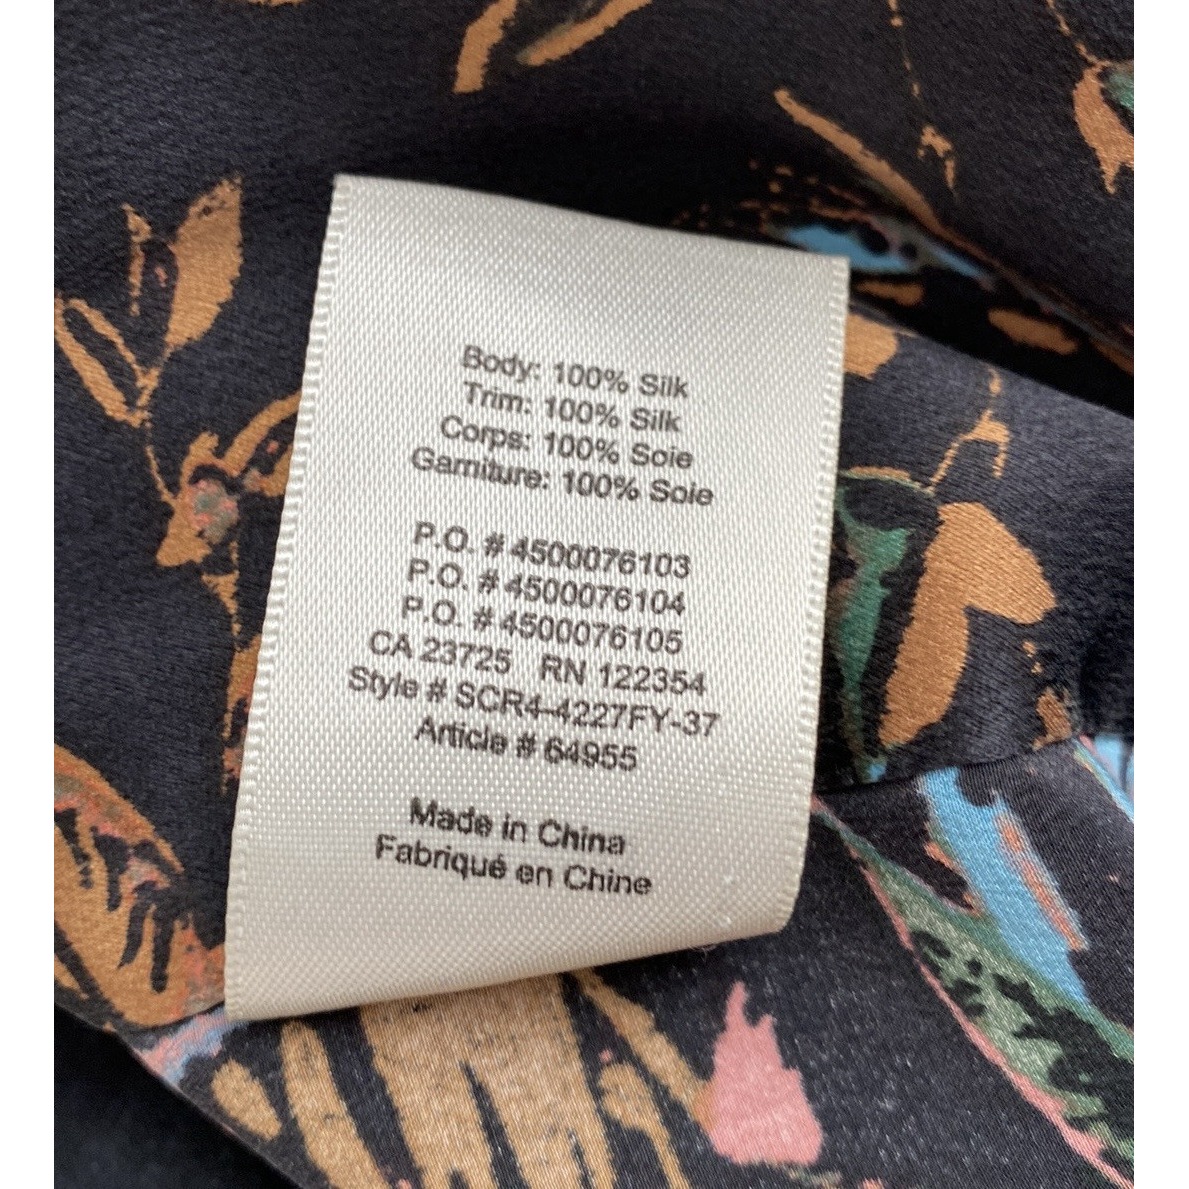 Body: 100% Silk
Trim: 100% Silk
Corps: 100% Soie
Garniture: 100% Soie
P.O. # 4500076103
P.O. # 4500076104
P.O. # 4500076105
CA 23725 RN 122354
Style # SCR4-4227FY-37
Article # 64955
Made in China
Fabriqué en Chine